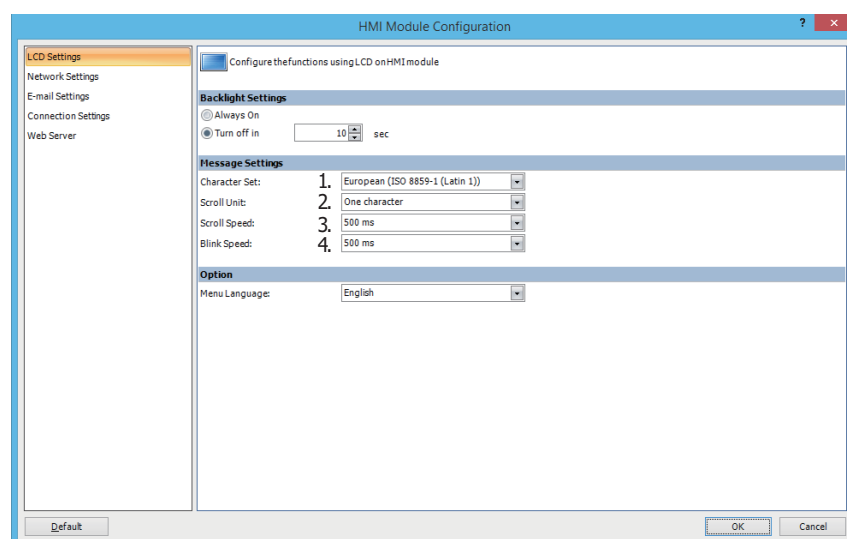 HMI Module Configuration
? ×
LCD Settings
Network Settings
E-mail Settings
Connection Settings
Web Server
Configure thefunctions using LCD on HMI module
Backlight Settings
Always On
Turn off in 10 sec
Message Settings
Character Set: 1. European (ISO 8859-1 (Latin 1))
Scroll Unit: 2. One character
Scroll Speed: 3. 500 ms
Blink Speed: 4. 500 ms
Option
Menu Language: English
Default OK Cancel